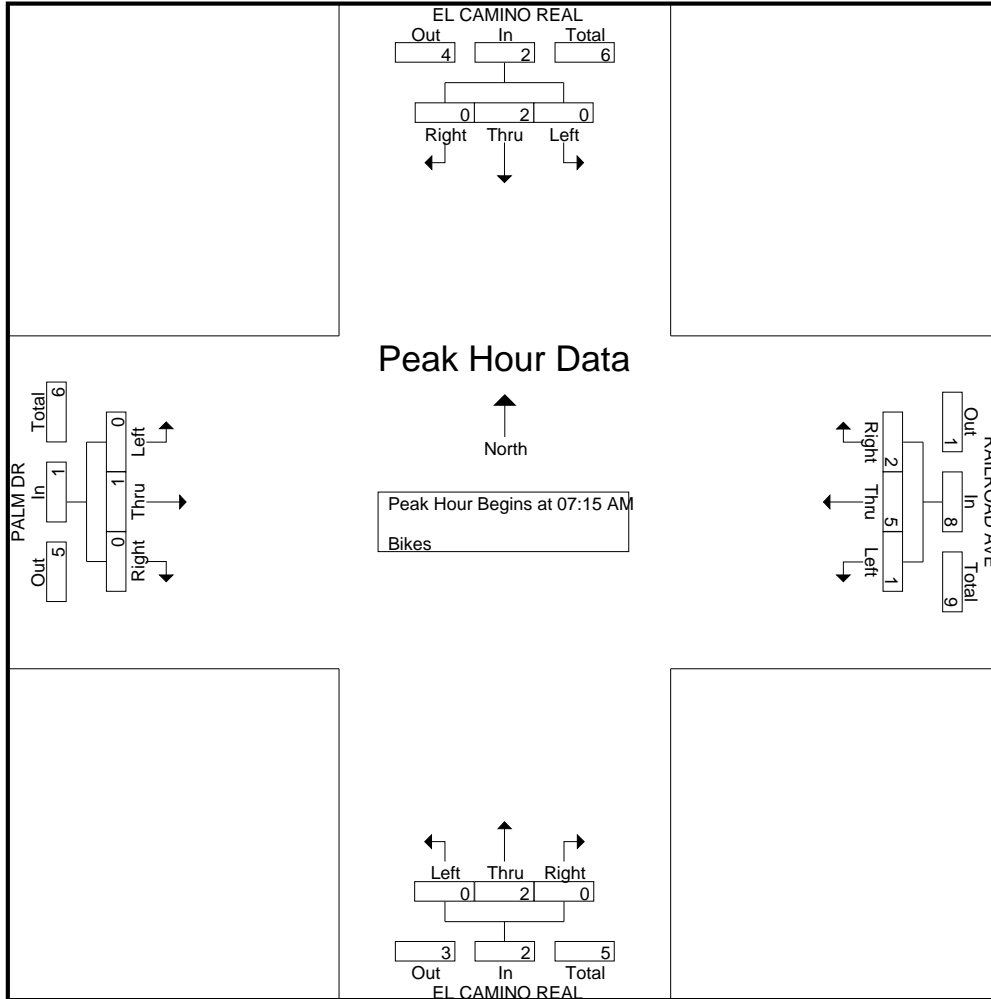 EL CAMINO REAL
Out In Total
4 2 6
0 2 0
Right Thru Left
Peak Hour Data
North
Peak Hour Begins at 07:15 AM
Bikes
PALM DR
Out In Total
5 1 6
0 1 0
Right Thru Left
RAILROAD AVE
Out In Total
1 8 9
2 5 1
Right Thru Left
Left Thru Right
0 2 0
3 2 5
Out In Total
EL CAMINO REAL